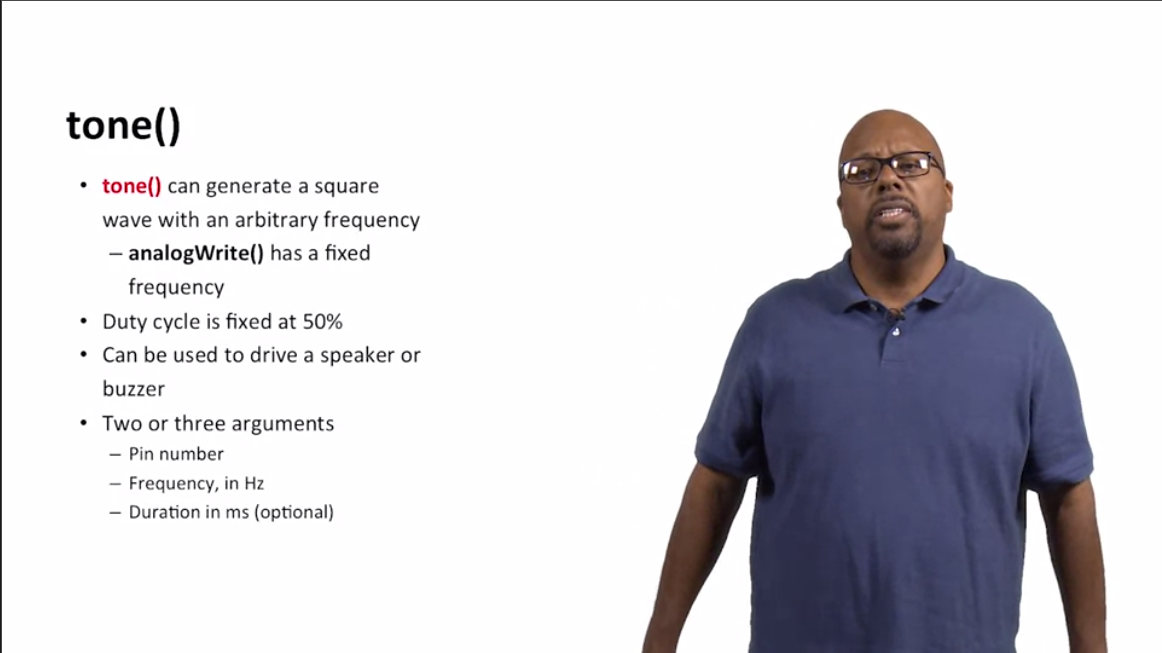 tone()
• tone() can generate a square
wave with an arbitrary frequency
– analogWrite() has a fixed
frequency
• Duty cycle is fixed at 50%
• Can be used to drive a speaker or
buzzer
• Two or three arguments
– Pin number
– Frequency, in Hz
– Duration in ms (optional)